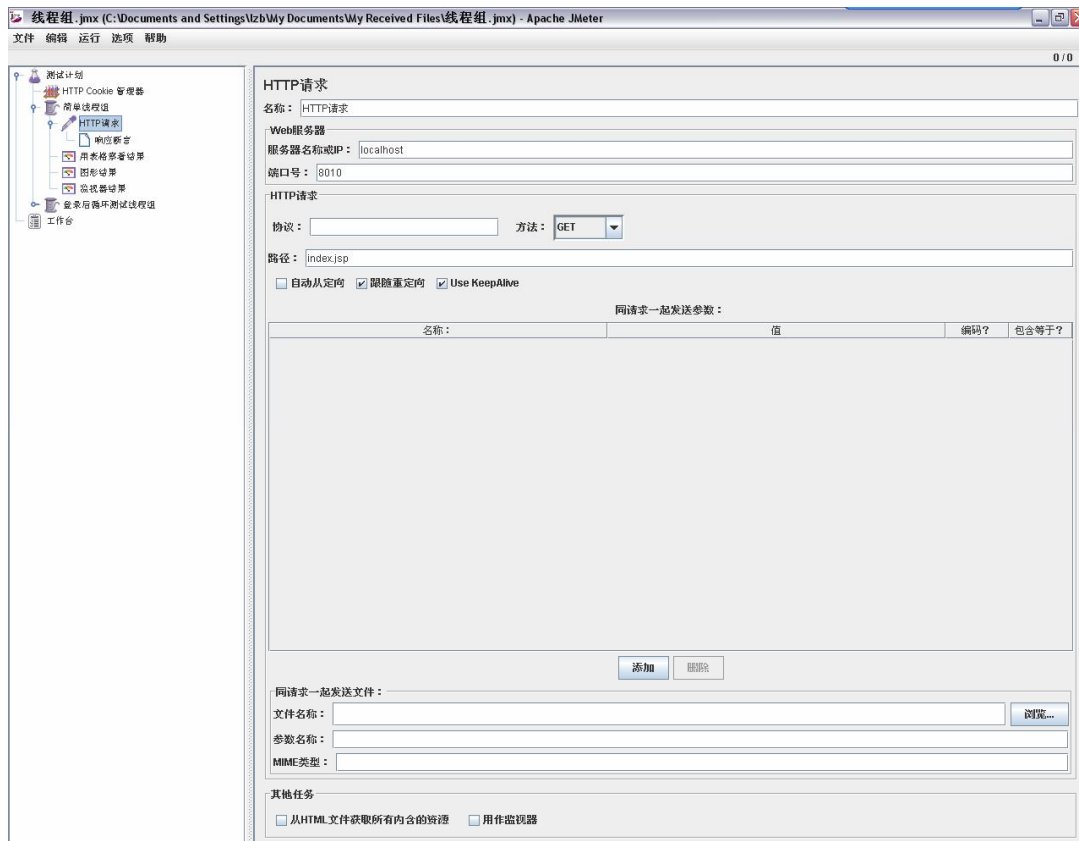 线程组.jmx (C:\Documents and Settings\lzb\My Documents\My Received Files\线程组.jmx) - Apache JMeter
文件 编辑 运行 选项 帮助
0 / 0
测试计划
HTTP Cookie 管理器
简单线程组
HTTP请求
响应断言
用表格察看结果
图形结果
监视器结果
登录后循环测试线程组
工作台
HTTP请求
名称： HTTP请求
Web服务器
服务器名称或IP： localhost
端口号： 8010
HTTP请求
协议： 方法： GET
路径： index.jsp
自动从定向 跟随重定向 Use KeepAlive
同请求一起发送参数：
名称： 值 编码? 包含等于?
添加 删除
同请求一起发送文件：
文件名称： 浏览...
参数名称：
MIME类型：
其他任务
从HTML文件获取所有内含的资源 用作监视器